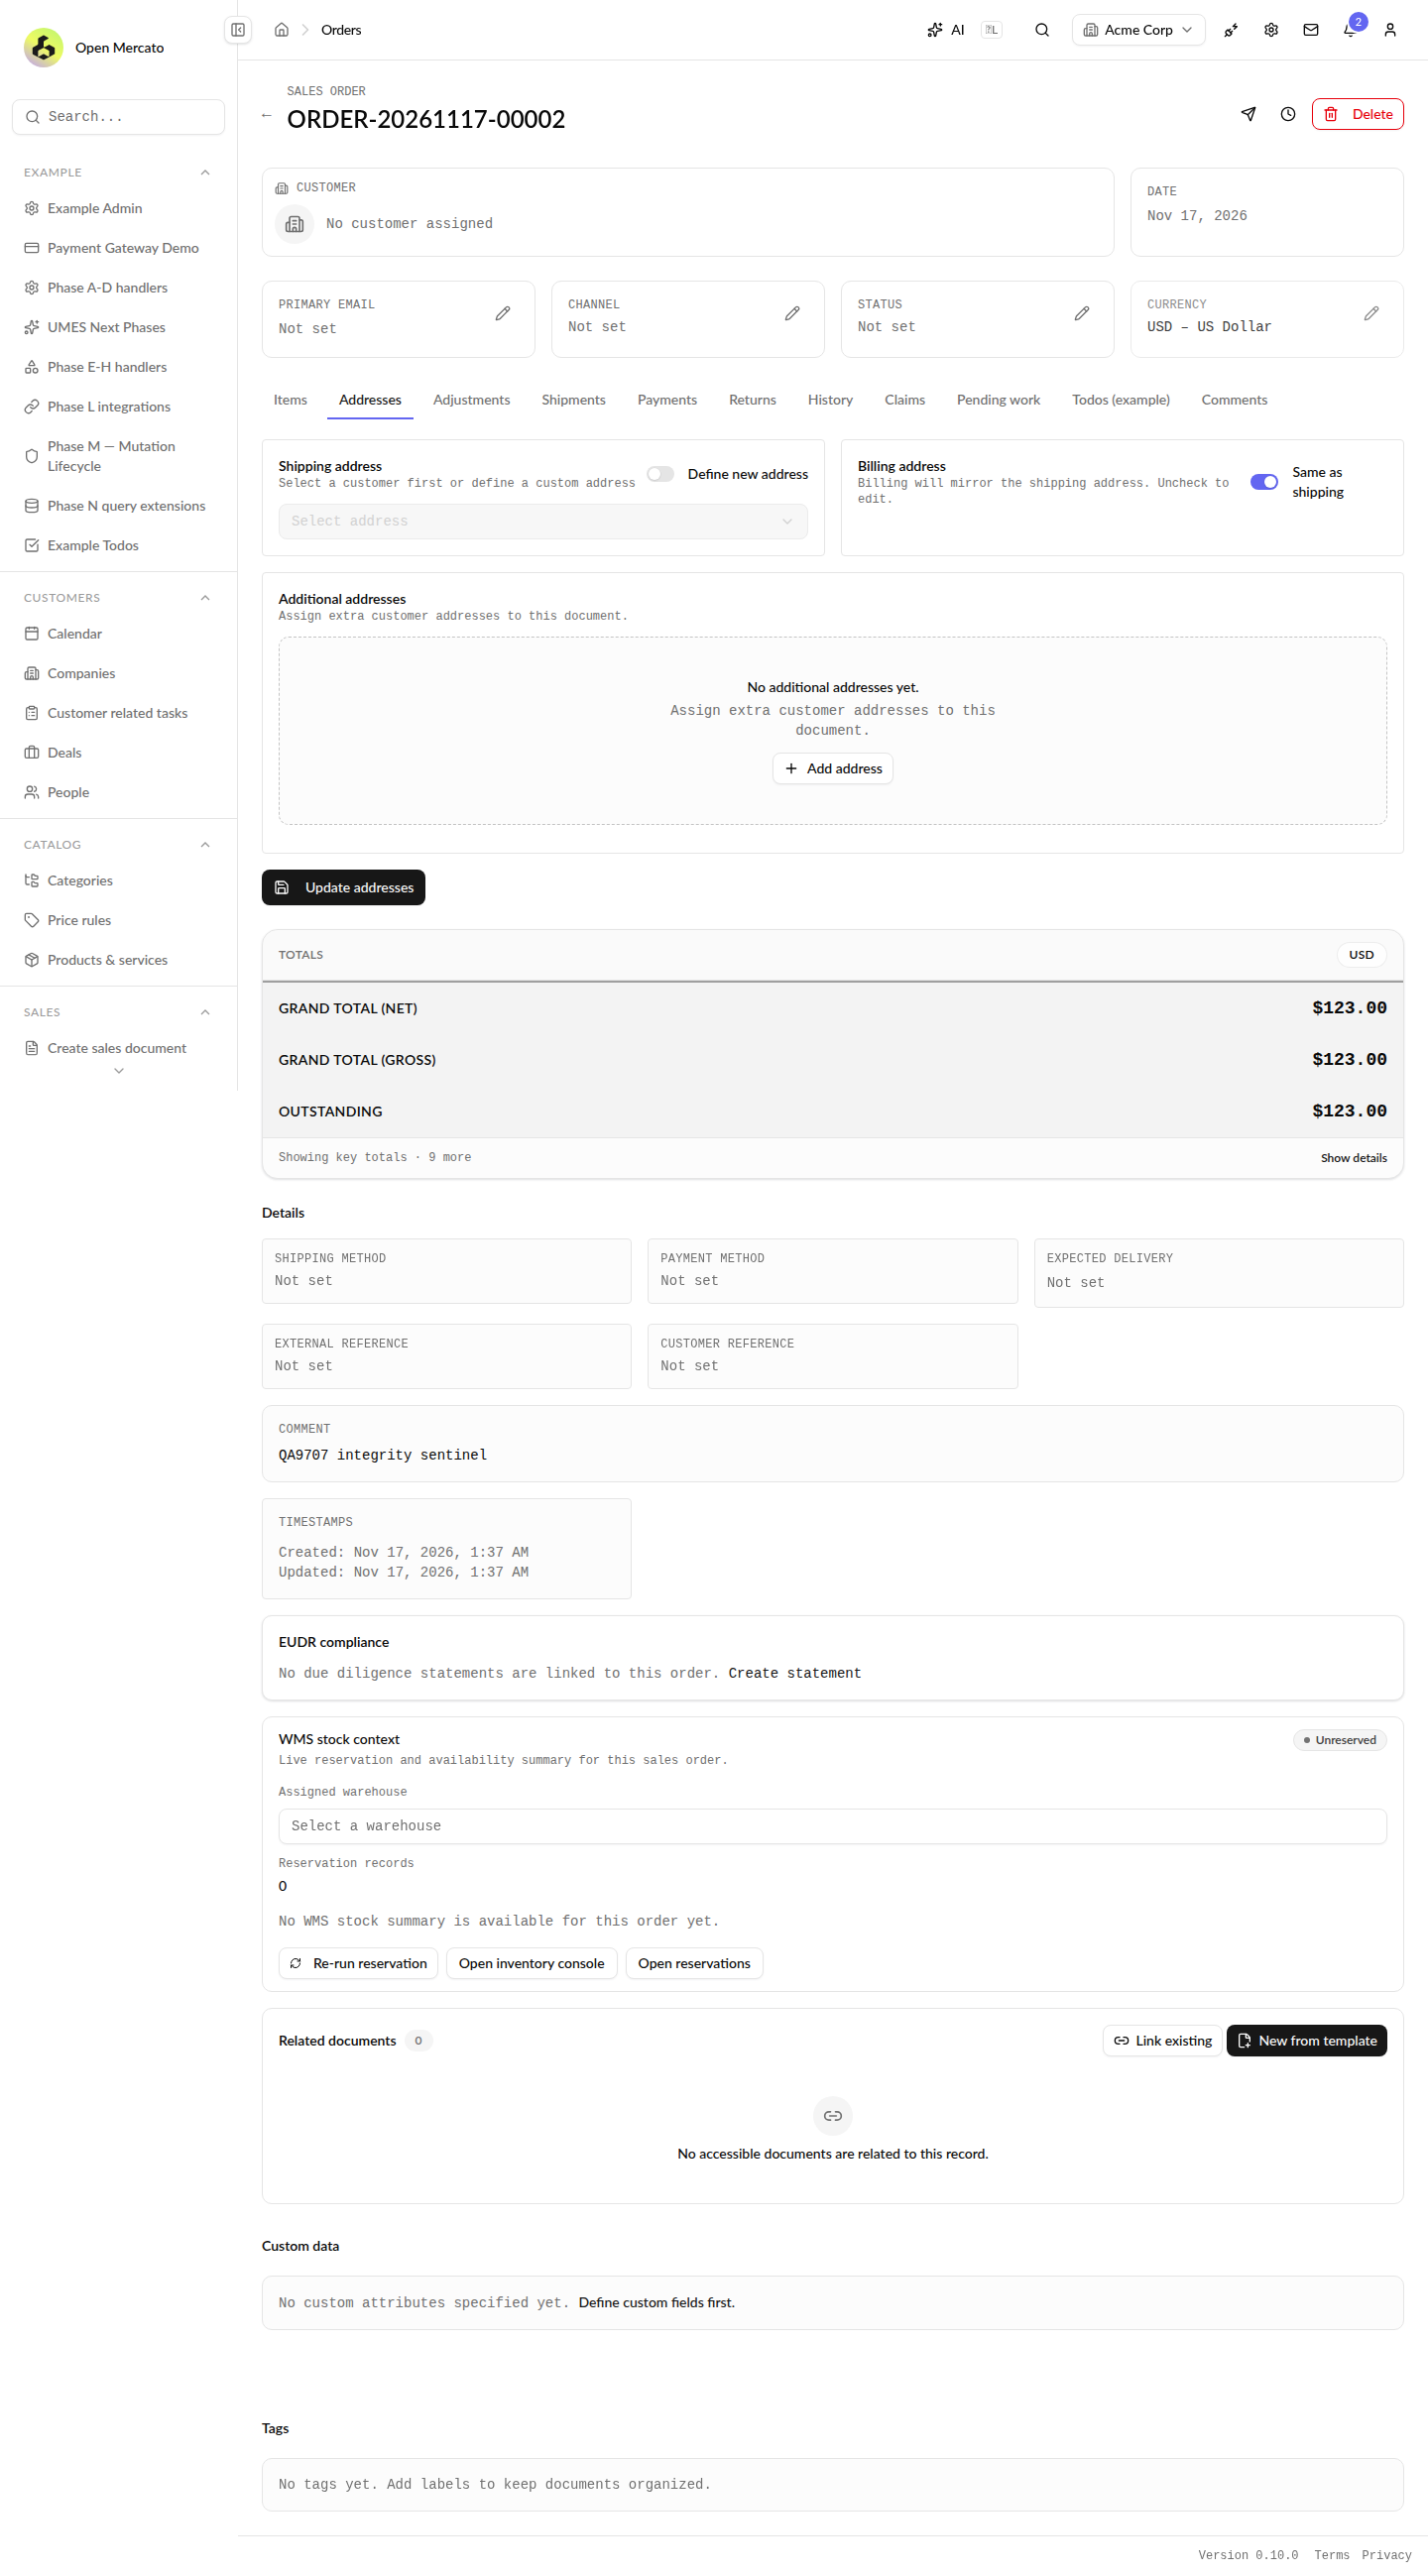 Open Mercato
Search...
EXAMPLE
Example Admin
Payment Gateway Demo
Phase A-D handlers
UMES Next Phases
Phase E-H handlers
Phase L integrations
Phase M — Mutation
Lifecycle
Phase N query extensions
Example Todos
CUSTOMERS
Calendar
Companies
Customer related tasks
Deals
People
CATALOG
Categories
Price rules
Products & services
SALES
Create sales document
Orders
AI
L
Acme Corp
2
SALES ORDER
← ORDER-20261117-00002
Delete
CUSTOMER
No customer assigned
DATE
Nov 17, 2026
PRIMARY EMAIL
Not set
CHANNEL
Not set
STATUS
Not set
CURRENCY
USD – US Dollar
Items Addresses Adjustments Shipments Payments Returns History Claims Pending work Todos (example) Comments
Shipping address
Select a customer first or define a custom address
Define new address
Select address
Billing address
Billing will mirror the shipping address. Uncheck to
edit.
Same as
shipping
Additional addresses
Assign extra customer addresses to this document.
No additional addresses yet.
Assign extra customer addresses to this
document.
Add address
Update addresses
TOTALS USD
GRAND TOTAL (NET) $123.00
GRAND TOTAL (GROSS) $123.00
OUTSTANDING $123.00
Showing key totals · 9 more Show details
Details
SHIPPING METHOD
Not set
PAYMENT METHOD
Not set
EXPECTED DELIVERY
Not set
EXTERNAL REFERENCE
Not set
CUSTOMER REFERENCE
Not set
COMMENT
QA9707 integrity sentinel
TIMESTAMPS
Created: Nov 17, 2026, 1:37 AM
Updated: Nov 17, 2026, 1:37 AM
EUDR compliance
No due diligence statements are linked to this order. Create statement
WMS stock context
Unreserved
Live reservation and availability summary for this sales order.
Assigned warehouse
Select a warehouse
Reservation records
0
No WMS stock summary is available for this order yet.
Re-run reservation Open inventory console Open reservations
Related documents 0
Link existing New from template
No accessible documents are related to this record.
Custom data
No custom attributes specified yet. Define custom fields first.
Tags
No tags yet. Add labels to keep documents organized.
Version 0.10.0 Terms Privacy